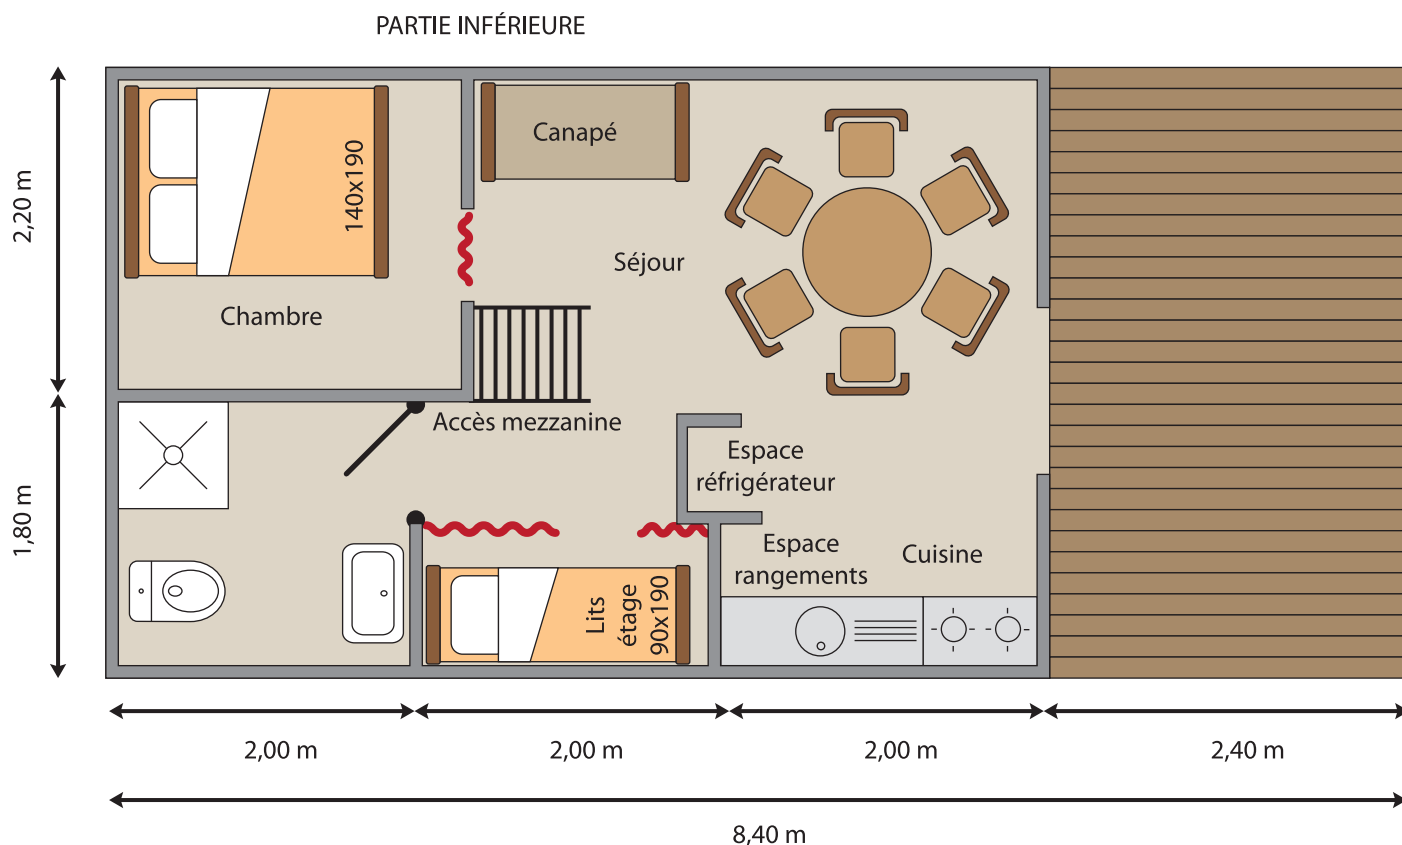 PARTIE INFÉRIEURE
Canapé
140x190
2,20 m
Séjour
Chambre
Accès mezzanine
Espace
réfrigérateur
1,80 m
Espace
rangements
Cuisine
Lits
étage
90x190
2,00 m
2,00 m
2,00 m
2,40 m
8,40 m